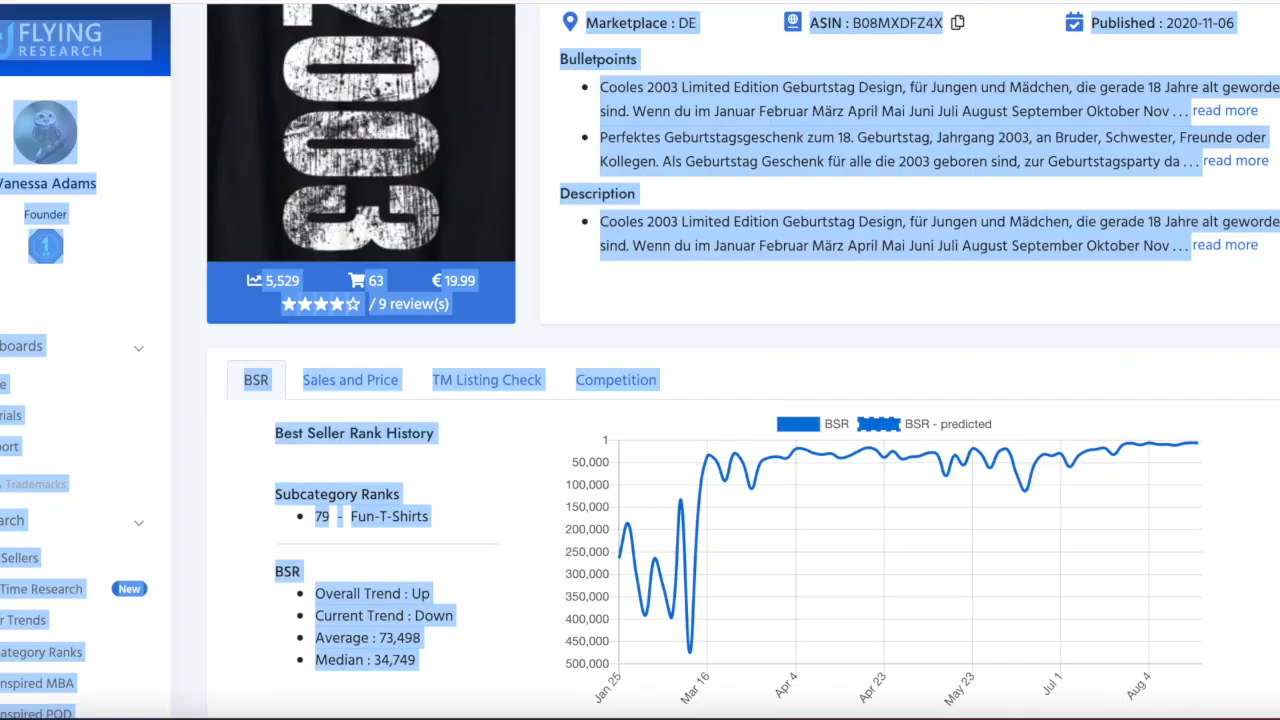 FLYING
RESEARCH
Vanessa Adams
Founder
1
boards
e
rials
ort
& Trademarks
arch
Sellers
Time Research
New
r Trends
ategory Ranks
nspired MBA
nspired POD
2003
5,529
63
€ 19.99
/ 9 review(s)
Marketplace : DE
ASIN : B08MXDFZ4X
Published : 2020-11-06
Bulletpoints
Cooles 2003 Limited Edition Geburtstag Design, für Jungen und Mädchen, die gerade 18 Jahre alt geworde
sind. Wenn du im Januar Februar März April Mai Juni Juli August September Oktober Nov ... read more
Perfektes Geburtstagsgeschenk zum 18. Geburtstag, Jahrgang 2003, an Bruder, Schwester, Freunde oder
Kollegen. Als Geburtstag Geschenk für alle die 2003 geboren sind, zur Geburtstagsparty da ... read more
Description
Cooles 2003 Limited Edition Geburtstag Design, für Jungen und Mädchen, die gerade 18 Jahre alt geworde
sind. Wenn du im Januar Februar März April Mai Juni Juli August September Oktober Nov ... read more
BSR
Sales and Price
TM Listing Check
Competition
Best Seller Rank History
Subcategory Ranks
79 - Fun-T-Shirts
BSR
Overall Trend : Up
Current Trend : Down
Average : 73,498
Median : 34,749
BSR
BSR - predicted
1
50,000
100,000
150,000
200,000
250,000
300,000
350,000
400,000
450,000
500,000
Jan 25
Mar 16
Apr 4
Apr 23
May 23
Jul 1
Aug 4